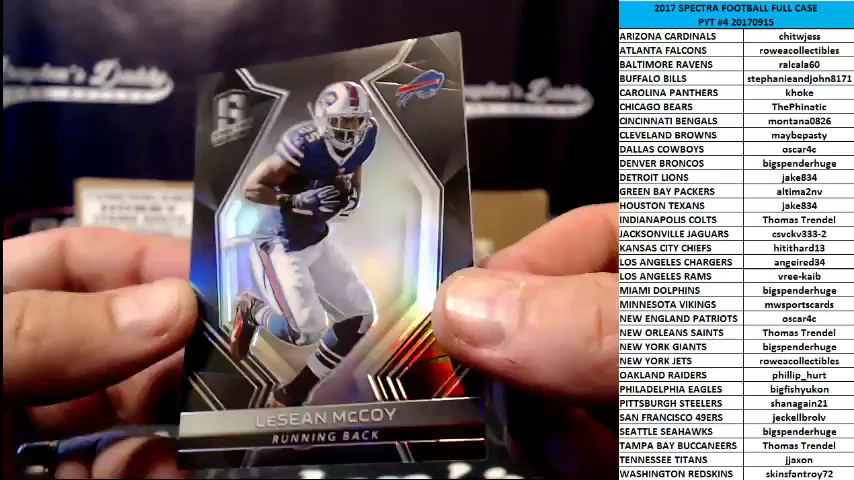 2017 SPECTRA FOOTBALL FULL CASE
PYT #4 20170915
ARIZONA CARDINALS chitwjess
ATLANTA FALCONS roweacollectibles
BALTIMORE RAVENS ralcala60
BUFFALO BILLS stephanieandjohn8171
CAROLINA PANTHERS khoke
CHICAGO BEARS ThePhinatic
CINCINNTI BENGALS montana0826
CLEVELAND BROWNS maybepasty
DALLAS COWBOYS oscar4c
DENVER BRONCOS bigspenderhuge
DETROIT LIONS jake834
GREEN BAY PACKERS altima2nv
HOUSTON TEXANS jake834
INDIANAPOLIS COLTS Thomas Trendel
JACKSONVILLE JAGUARS csvckv333-2
KANSAS CITY CHIEFS hitithard13
LOS ANGELES CHARGERS angeired34
LOS ANGELES RAMS vree-kaib
MIAMI DOLPHINS bigspenderhuge
MINNESOTA VIKINGS mwsportscards
NEW ENGLAND PATRIOTS oscar4c
NEW ORLEANS SAINTS Thomas Trendel
NEW YORK GIANTS bigspenderhuge
NEW YORK JETS roweacollectibles
OAKLAND RAIDERS phillip_hurt
PHILADELPHIA EAGLES bigfishyukon
PITTSBURGH STEELERS shanagain21
SAN FRANCISCO 49ERS jeckellbrolv
SEATTLE SEAHAWKS bigspenderhuge
TAMPA BAY BUCCANEERS Thomas Trendel
TENNESSEE TITANS jjaxon
WASHINGTON REDSKINS skinsfantroy72
LESEAN MCCOY
RUNNING BACK